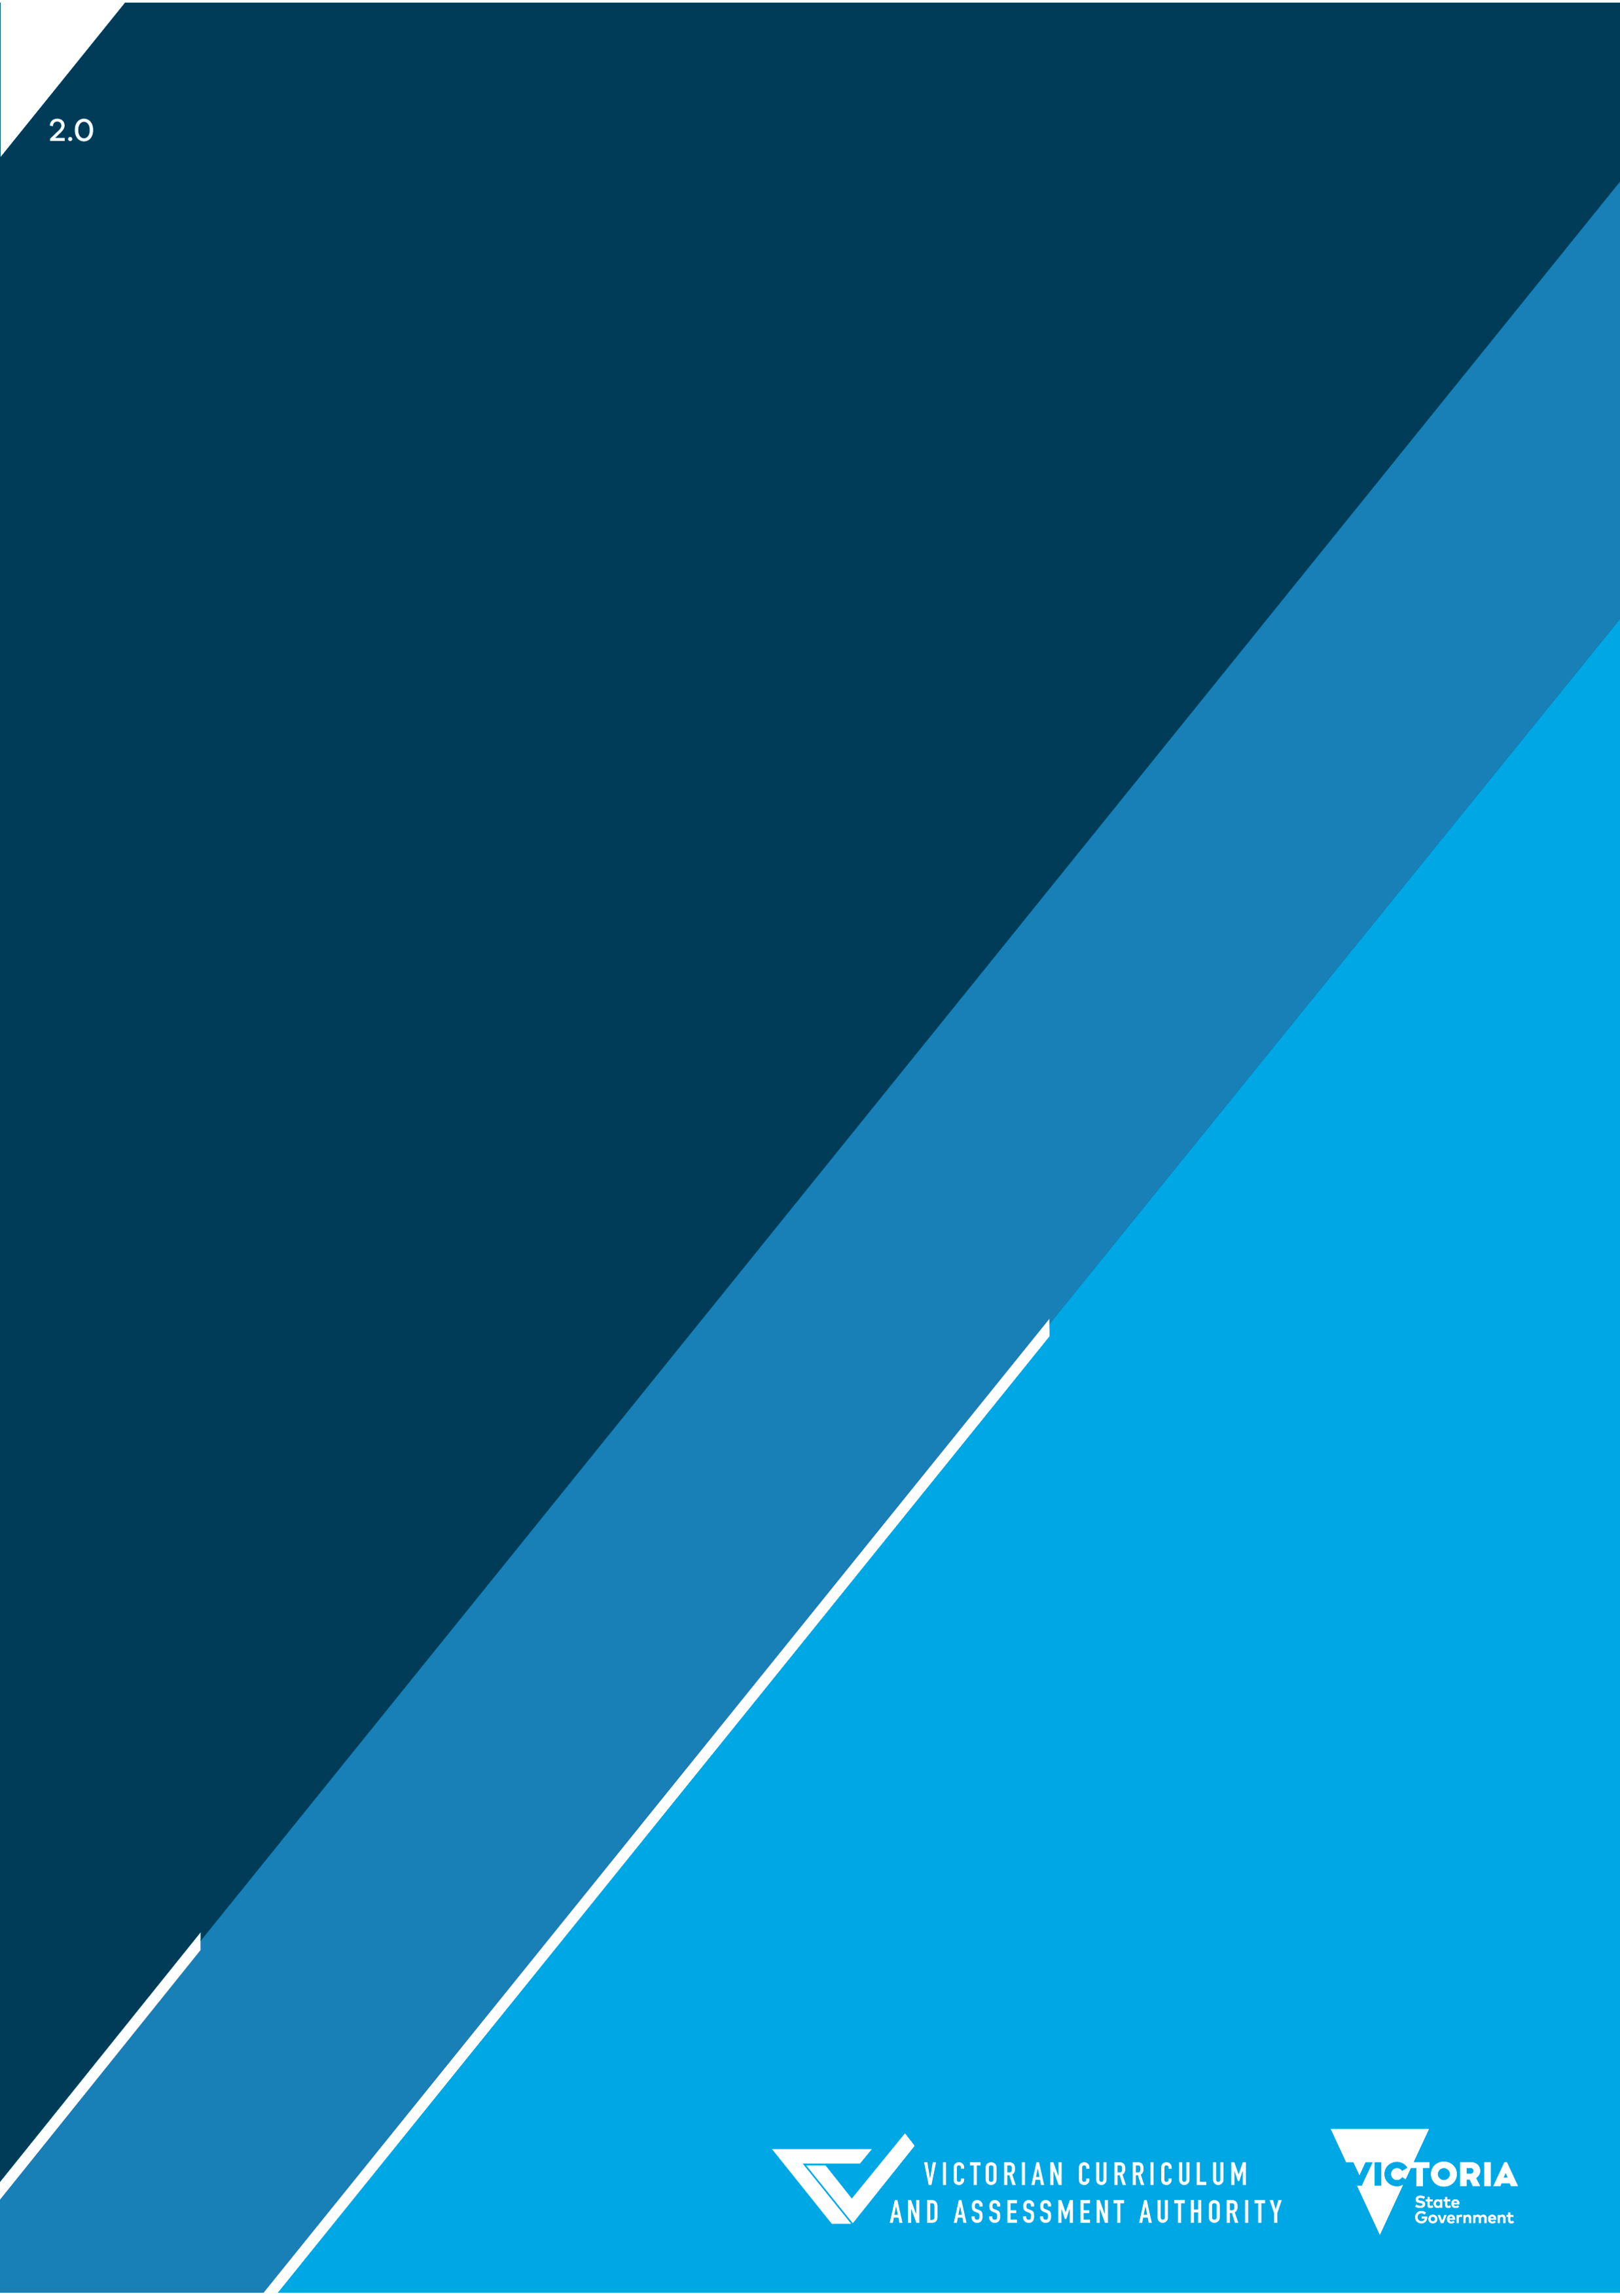 2.0
VICTORIAN CURRICULUM
AND ASSESSMENT AUTHORITY
VICTORIA
State
Government